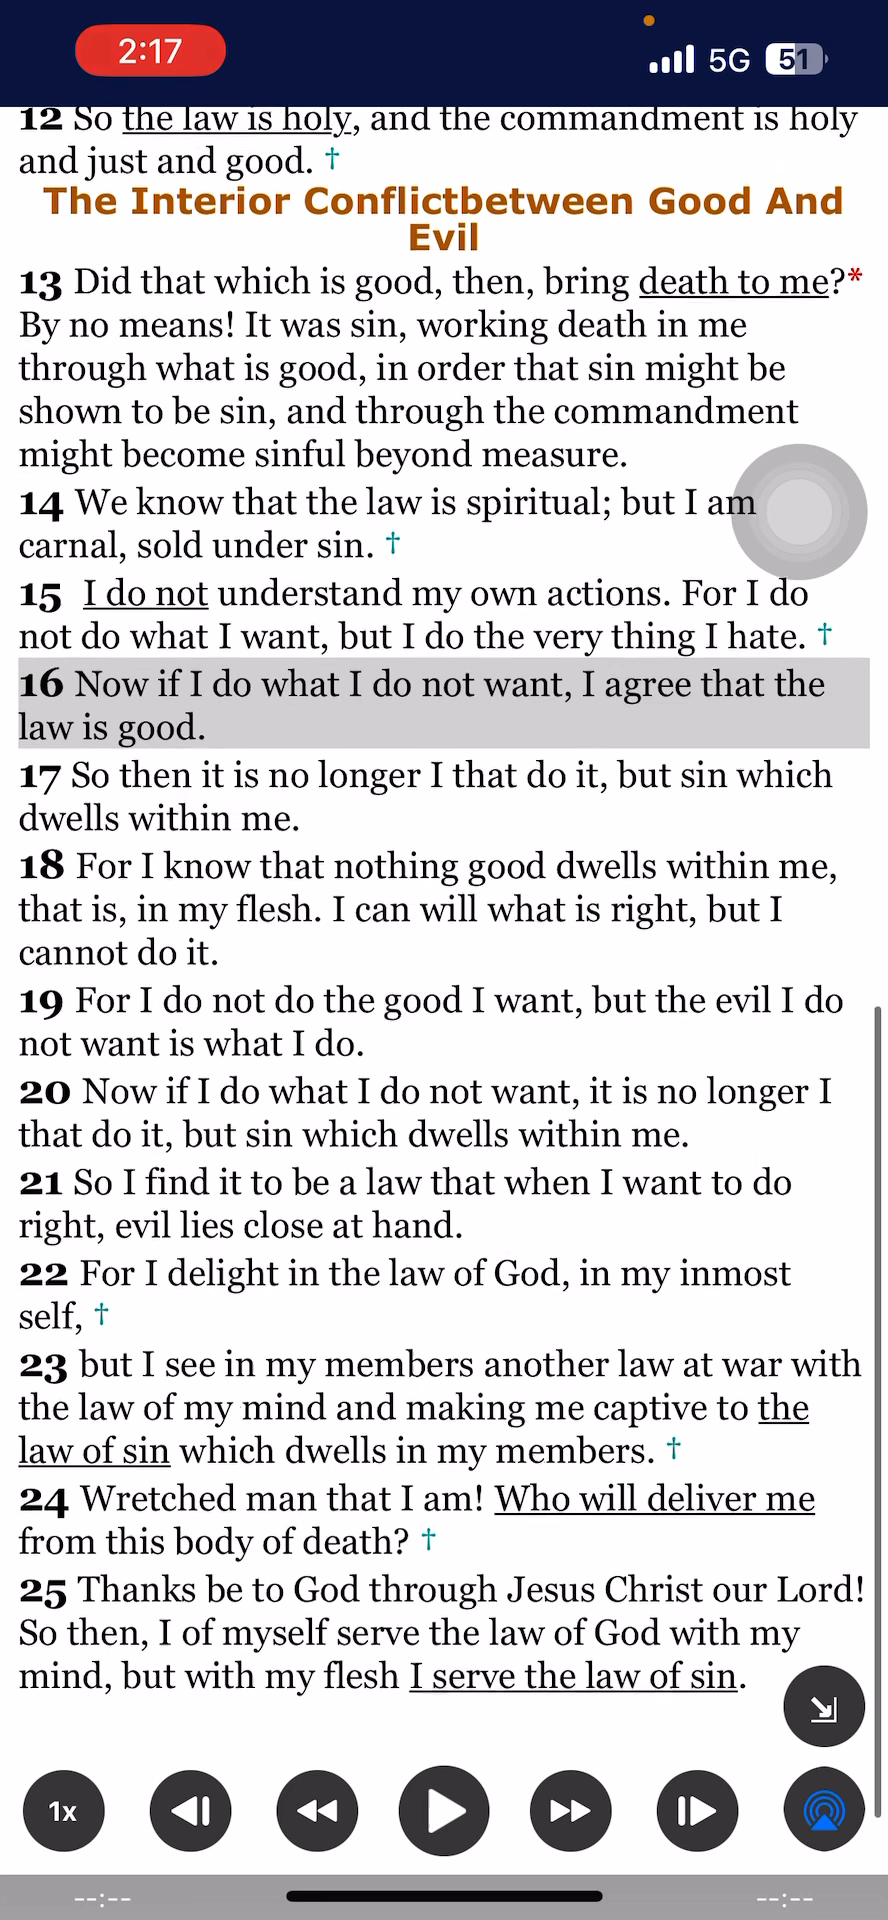 2:17
5G 51
12 So the law is holy, and the commandment is holy
and just and good. †
The Interior Conflictbetween Good And
Evil
13 Did that which is good, then, bring death to me?*
By no means! It was sin, working death in me
through what is good, in order that sin might be
shown to be sin, and through the commandment
might become sinful beyond measure.
14 We know that the law is spiritual; but I am
carnal, sold under sin. †
15 I do not understand my own actions. For I do
not do what I want, but I do the very thing I hate. †
16 Now if I do what I do not want, I agree that the
law is good.
17 So then it is no longer I that do it, but sin which
dwells within me.
18 For I know that nothing good dwells within me,
that is, in my flesh. I can will what is right, but I
cannot do it.
19 For I do not do the good I want, but the evil I do
not want is what I do.
20 Now if I do what I do not want, it is no longer I
that do it, but sin which dwells within me.
21 So I find it to be a law that when I want to do
right, evil lies close at hand.
22 For I delight in the law of God, in my inmost
self, †
23 but I see in my members another law at war with
the law of my mind and making me captive to the
law of sin which dwells in my members. †
24 Wretched man that I am! Who will deliver me
from this body of death? †
25 Thanks be to God through Jesus Christ our Lord!
So then, I of myself serve the law of God with my
mind, but with my flesh I serve the law of sin.
1x
--:-- --:--